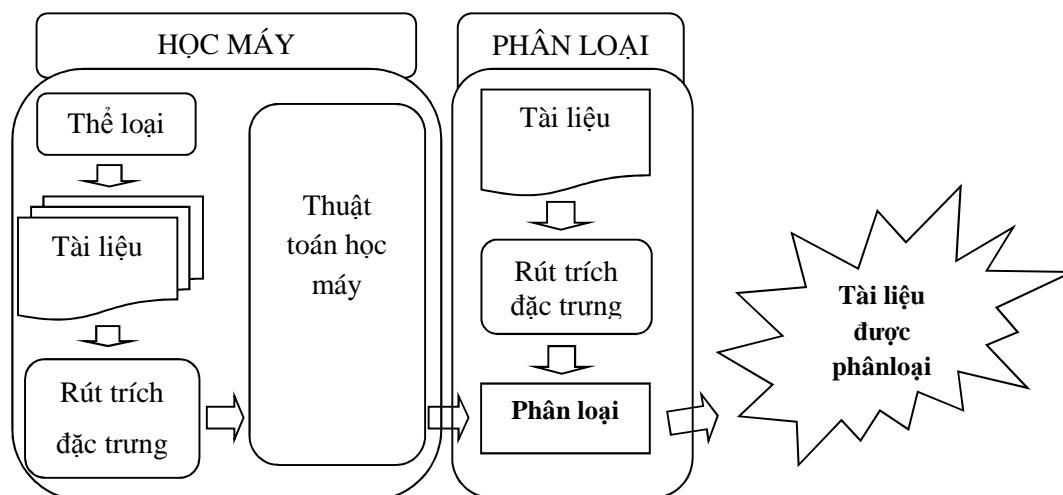 HỌC MÁY
Thể loại
Tài liệu
Rút trích
đặc trưng
Thuật
toán học
máy
PHÂN LOẠI
Tài liệu
Rút trích
đặc trưng
Phân loại
Tài liệu
được
phânloại